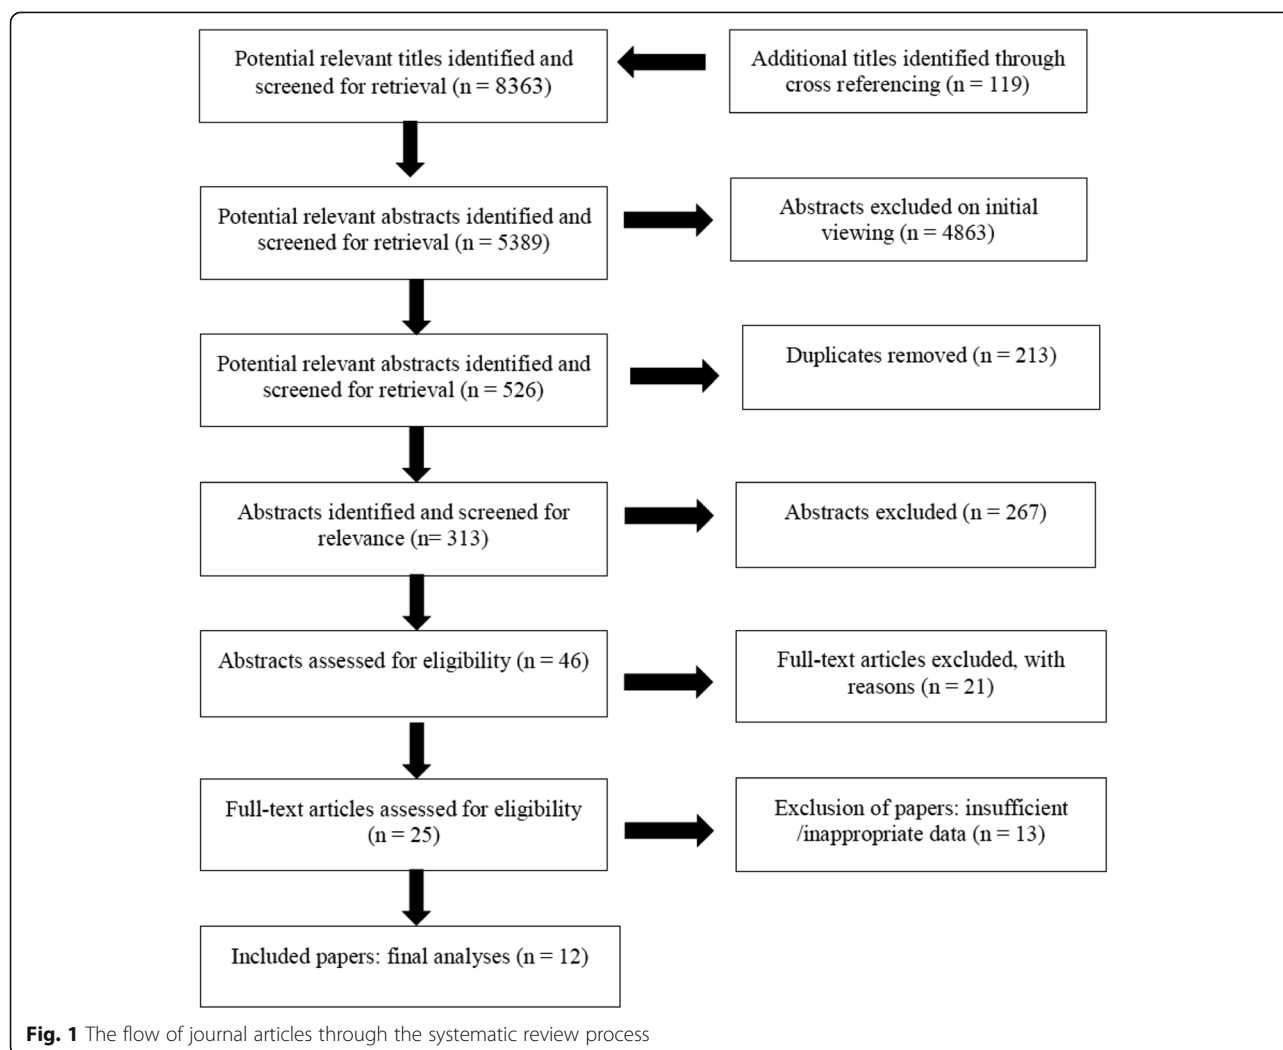 Potential relevant titles identified and
screened for retrieval (n = 8363)
Additional titles identified through
cross referencing (n = 119)
Potential relevant abstracts identified and
screened for retrieval (n = 5389)
Abstracts excluded on initial
viewing (n = 4863)
Potential relevant abstracts identified and
screened for retrieval (n = 526)
Duplicates removed (n = 213)
Abstracts identified and screened for
relevance (n= 313)
Abstracts excluded (n = 267)
Abstracts assessed for eligibility (n = 46)
Full-text articles excluded, with
reasons (n = 21)
Full-text articles assessed for eligibility
(n = 25)
Exclusion of papers: insufficient
/inappropriate data (n = 13)
Included papers: final analyses (n = 12)
Fig. 1 The flow of journal articles through the systematic review process